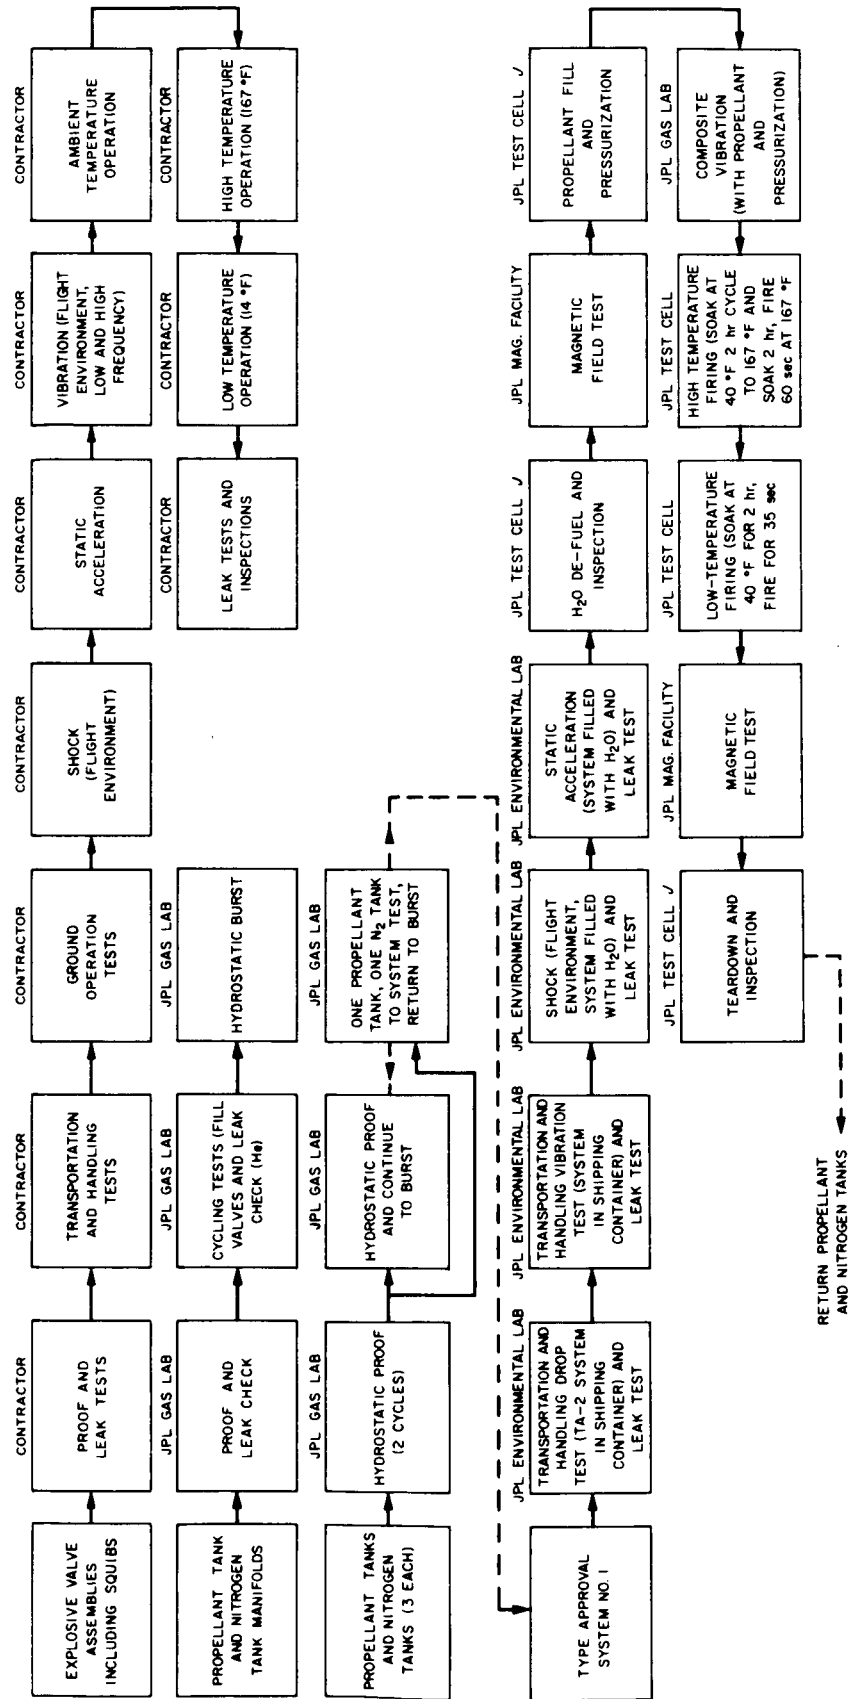 EXPLOSIVE VALVE
ASSEMBLIES
INCLUDING SQUIBS
CONTRACTOR
PROOF AND
LEAK TESTS
CONTRACTOR
TRANSPORTATION
AND HANDLING
TESTS
CONTRACTOR
GROUND
OPERATION
TESTS
CONTRACTOR
SHOCK
(FLIGHT
ENVIRONMENT)
CONTRACTOR
STATIC
ACCELERATION
CONTRACTOR
VIBRATION (FLIGHT
ENVIRONMENT,
LOW AND HIGH
FREQUENCY)
CONTRACTOR
AMBIENT
TEMPERATURE
OPERATION
CONTRACTOR
HIGH TEMPERATURE
OPERATION (167 °F)
CONTRACTOR
LOW TEMPERATURE
OPERATION (14 °F)
CONTRACTOR
LEAK TESTS AND
INSPECTIONS
PROPELLANT TANK
AND NITROGEN
TANK MANIFOLDS
JPL GAS LAB
PROOF AND
LEAK CHECK
JPL GAS LAB
CYCLING TESTS (FILL
VALVES AND LEAK
CHECK (He)
JPL GAS LAB
HYDROSTATIC BURST
PROPELLANT TANKS
AND NITROGEN
TANKS (3 EACH)
JPL GAS LAB
HYDROSTATIC PROOF
(2 CYCLES)
JPL GAS LAB
HYDROSTATIC PROOF
AND CONTINUE
TO BURST
JPL GAS LAB
ONE PROPELLANT
TANK, ONE N₂ TANK
TO SYSTEM TEST,
RETURN TO BURST
TYPE APPROVAL
SYSTEM NO. 1
JPL ENVIRONMENTAL LAB
TRANSPORTATION AND
HANDLING DROP
TEST (TA-2 SYSTEM
IN SHIPPING
CONTAINER) AND
LEAK TEST
JPL ENVIRONMENTAL LAB
TRANSPORTATION AND
HANDLING VIBRATION
TEST (SYSTEM
IN SHIPPING
CONTAINER) AND
LEAK TEST
JPL ENVIRONMENTAL LAB
SHOCK (FLIGHT
ENVIRONMENT,
SYSTEM FILLED
WITH H₂O) AND
LEAK TEST
JPL ENVIRONMENTAL LAB
STATIC
ACCELERATION
(SYSTEM FILLED
WITH H₂O) AND
LEAK TEST
JPL TEST CELL J
H₂O DE-FUEL AND
INSPECTION
JPL MAG. FACILITY
MAGNETIC
FIELD TEST
JPL TEST CELL J
PROPELLANT FILL
AND
PRESSURIZATION
JPL GAS LAB
COMPOSITE
VIBRATION
(WITH PROPELLANT
AND
PRESSURIZATION)
JPL TEST CELL
HIGH TEMPERATURE
FIRING (SOAK AT
40 °F 2 hr CYCLE
TO 167 °F AND
SOAK 2 hr, FIRE
60 sec AT 167 °F
JPL TEST CELL
LOW-TEMPERATURE
FIRING (SOAK AT
40 °F FOR 2 hr,
FIRE FOR 35 sec
JPL MAG. FACILITY
MAGNETIC
FIELD TEST
JPL TEST CELL J
TEARDOWN AND
INSPECTION
RETURN PROPELLANT
AND NITROGEN TANKS